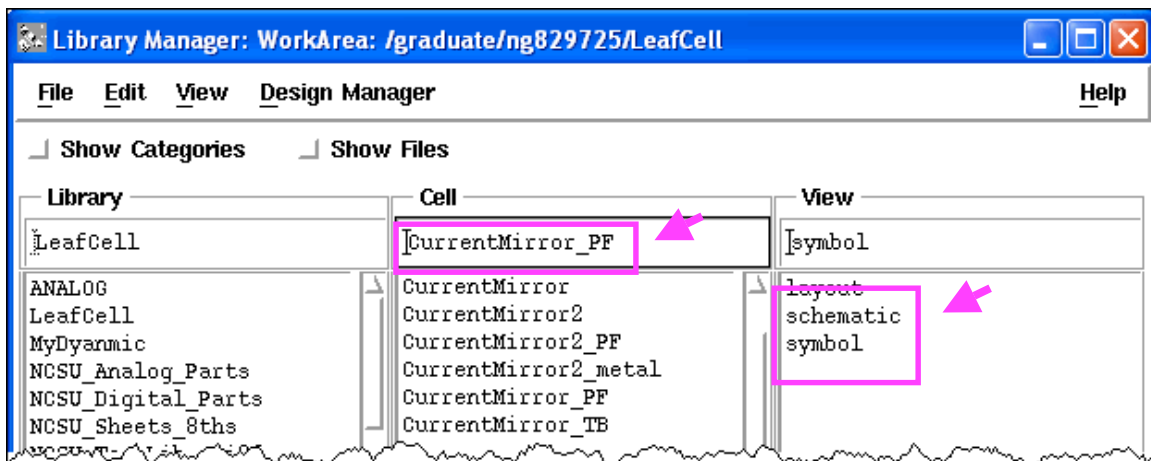 Library Manager: WorkArea: /graduate/ng829725/LeafCell
File Edit View Design Manager Help
Show Categories Show Files
Library
LeafCell
ANALOG
LeafCell
MyDyanmic
NCSU_Analog_Parts
NCSU_Digital_Parts
NCSU_Sheets_8ths
Cell
CurrentMirror_PF
CurrentMirror
CurrentMirror2
CurrentMirror2_PF
CurrentMirror2_metal
CurrentMirror_PF
CurrentMirror_TB
View
symbol
layout
schematic
symbol